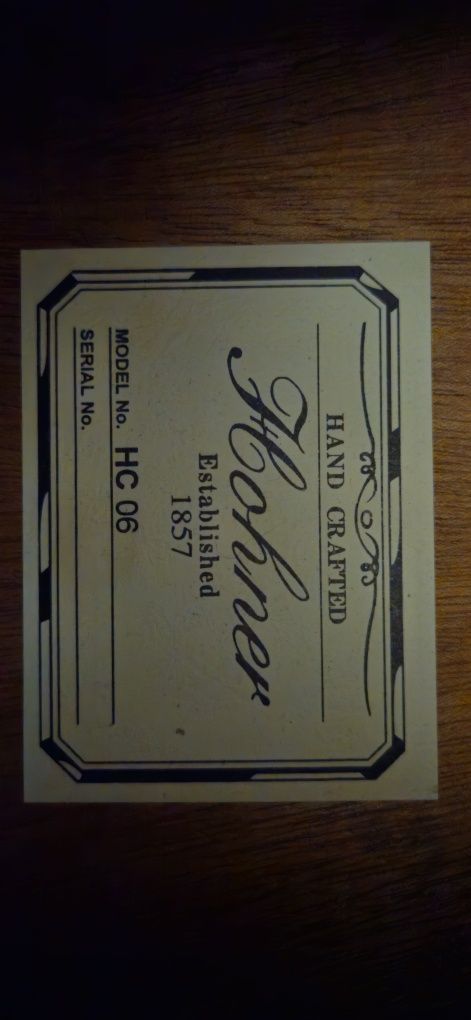 HAND CRAFTED
Hohner
Established
1857
MODEL No. HC 06
SERIAL No.